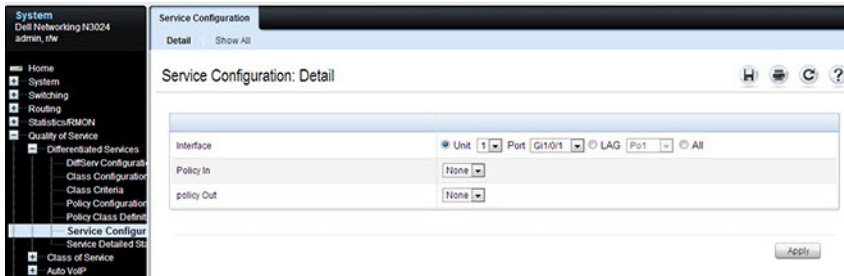 System
Dell Networking N3024
admin, r/w
Home
System
Switching
Routing
Statistics/RMON
Quality of Service
Differentiated Services
DiffServ Configurati
Class Configuration
Class Criteria
Policy Configuration
Policy Class Definit
Service Configur
Service Detailed Sta
Class of Service
Auto VoIP
Service Configuration
Detail Show All
Service Configuration: Detail
?
Interface Unit 1 Port Gi1/0/1 LAG Po1 All
Policy In None
policy Out None
Apply